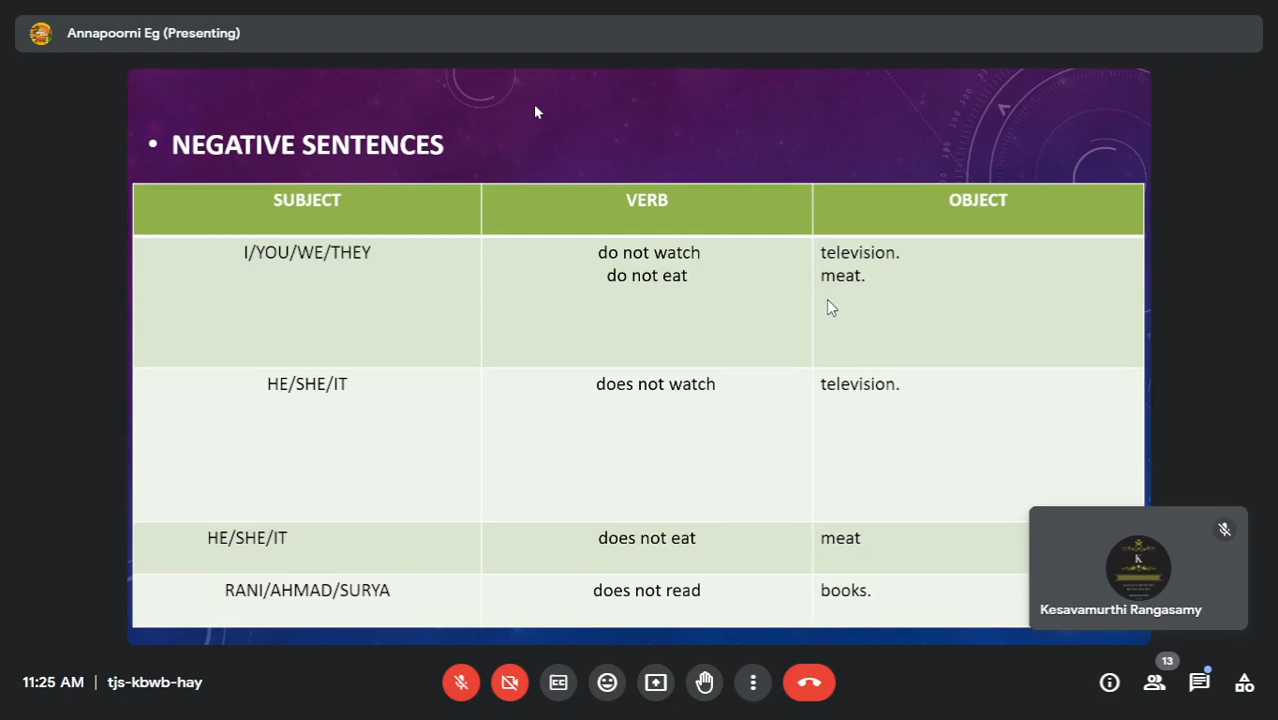 Annapoorni Eg (Presenting)
• NEGATIVE SENTENCES
SUBJECT VERB OBJECT
I/YOU/WE/THEY do not watch television.
do not eat meat.
HE/SHE/IT does not watch television.
HE/SHE/IT does not eat meat
RANI/AHMAD/SURYA does not read books.
K
Kesavamurthi Rangasamy
11:25 AM | tjs-kbwb-hay
13